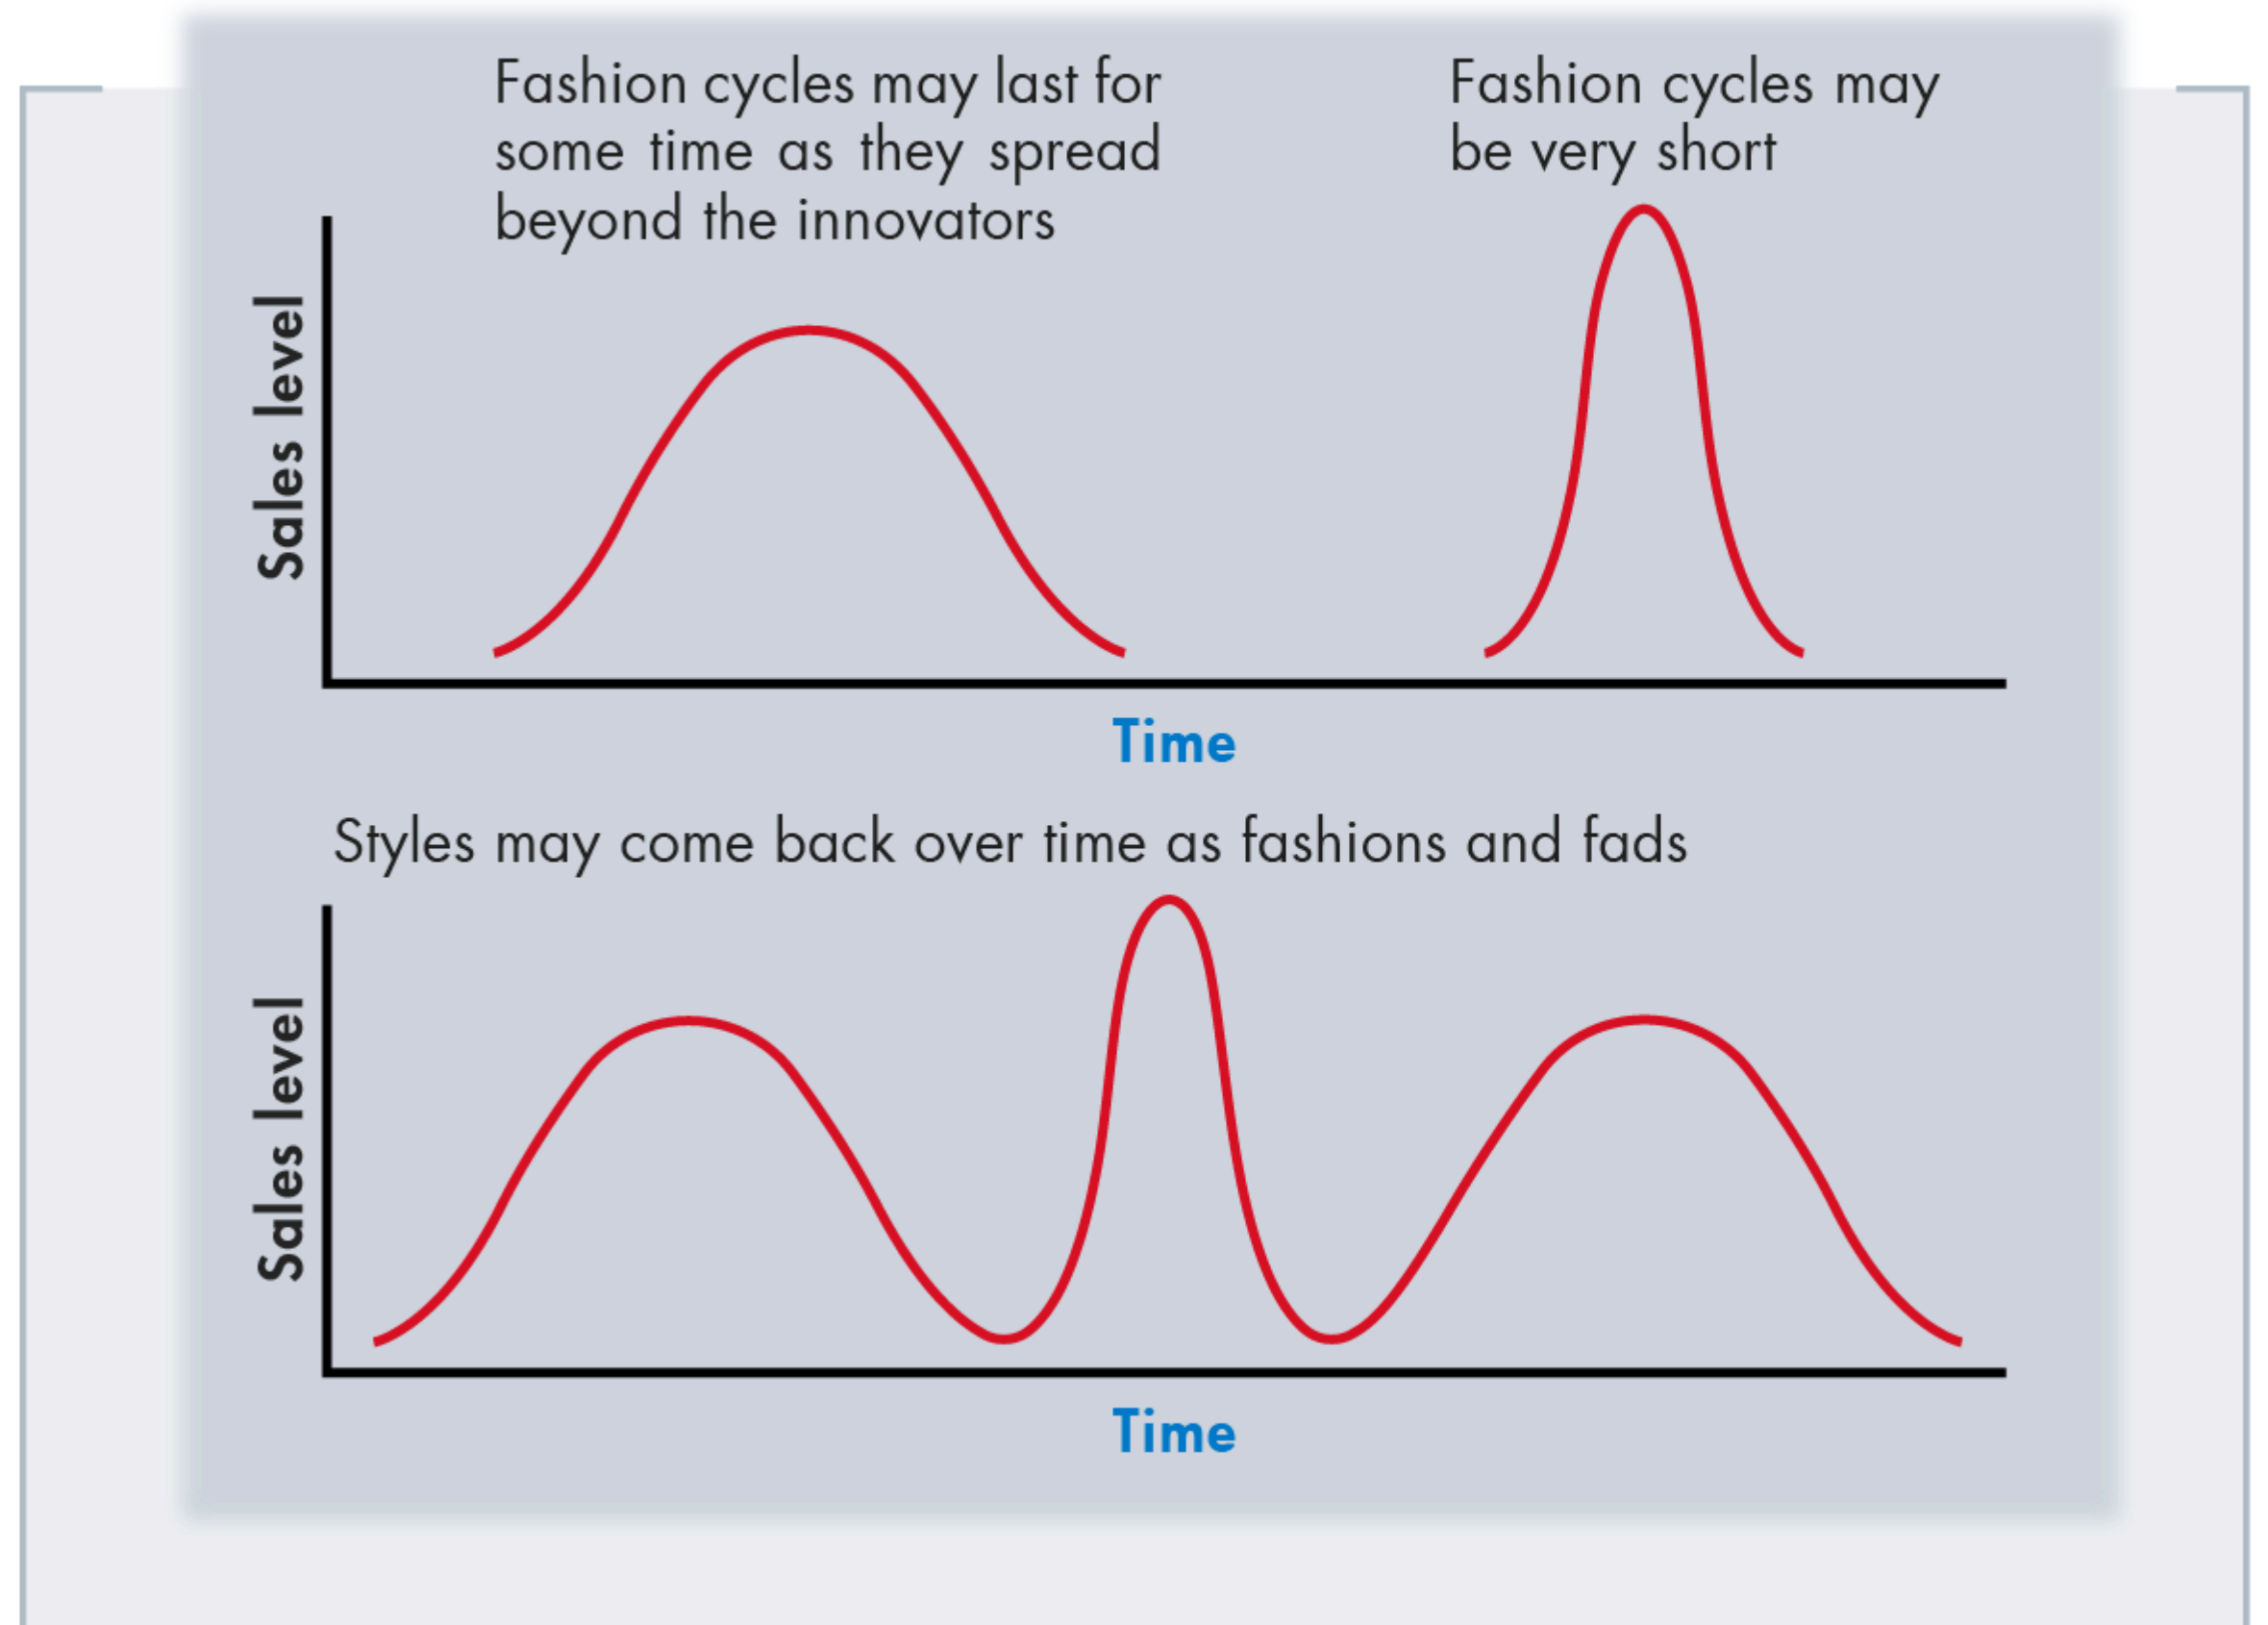 Fashion cycles may last for
some time as they spread
beyond the innovators
Fashion cycles may
be very short
Sales level
Time
Styles may come back over time as fashions and fads
Sales level
Time